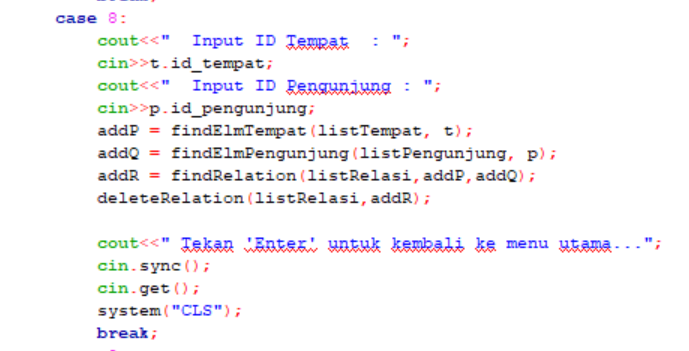 case 8:
cout<<"  Input ID Tempat  : ";
cin>>t.id_tempat;
cout<<"  Input ID Pengunjung : ";
cin>>p.id_pengunjung;
addP = findElmTempat(listTempat, t);
addQ = findElmPengunjung(listPengunjung, p);
addR = findRelation(listRelasi,addP,addQ);
deleteRelation(listRelasi,addR);
cout<<" Tekan 'Enter' untuk kembali ke menu utama...";
cin.sync();
cin.get();
system("CLS");
break;